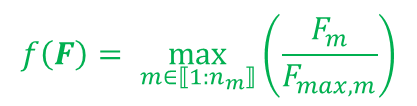 f(F) = max_{m∈⟦1:n_m⟧} (F_m / F_{max,m})